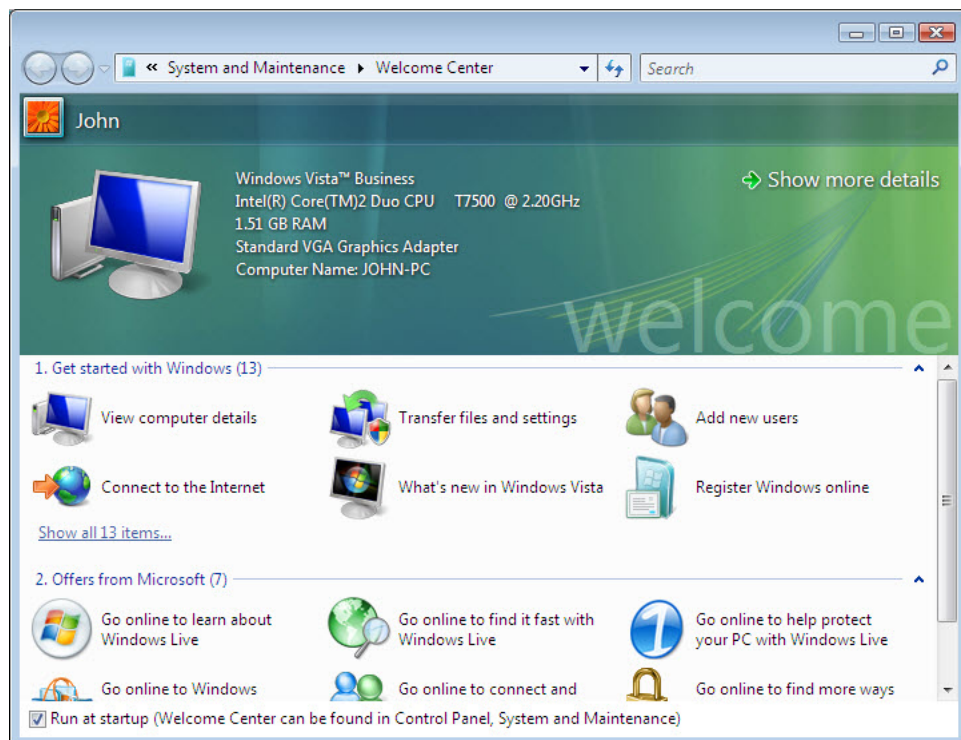 « System and Maintenance ▸ Welcome Center
Search
John
Windows Vista™ Business
Intel(R) Core(TM)2 Duo CPU T7500 @ 2.20GHz
1.51 GB RAM
Standard VGA Graphics Adapter
Computer Name: JOHN-PC
Show more details
welcome
1. Get started with Windows (13)
View computer details
Transfer files and settings
Add new users
Connect to the Internet
What's new in Windows Vista
Register Windows online
Show all 13 items...
2. Offers from Microsoft (7)
Go online to learn about
Windows Live
Go online to find it fast with
Windows Live
Go online to help protect
your PC with Windows Live
Go online to Windows
Go online to connect and
Go online to find more ways
Run at startup (Welcome Center can be found in Control Panel, System and Maintenance)